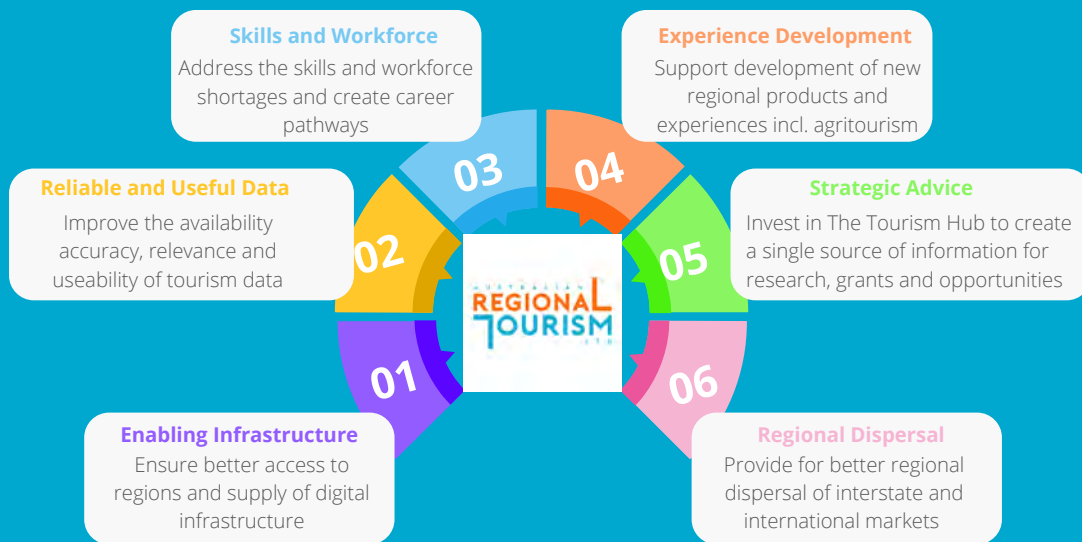 Skills and Workforce
Address the skills and workforce
shortages and create career
pathways
Experience Development
Support development of new
regional products and
experiences incl. agritourism
03
04
Reliable and Useful Data
Improve the availability
accuracy, relevance and
useability of tourism data
02
Strategic Advice
Invest in The Tourism Hub to create
a single source of information for
research, grants and opportunities
05
AUSTRALIAN
REGIONAL
TOURISM
LTD
01
06
Enabling Infrastructure
Ensure better access to
regions and supply of digital
infrastructure
Regional Dispersal
Provide for better regional
dispersal of interstate and
international markets